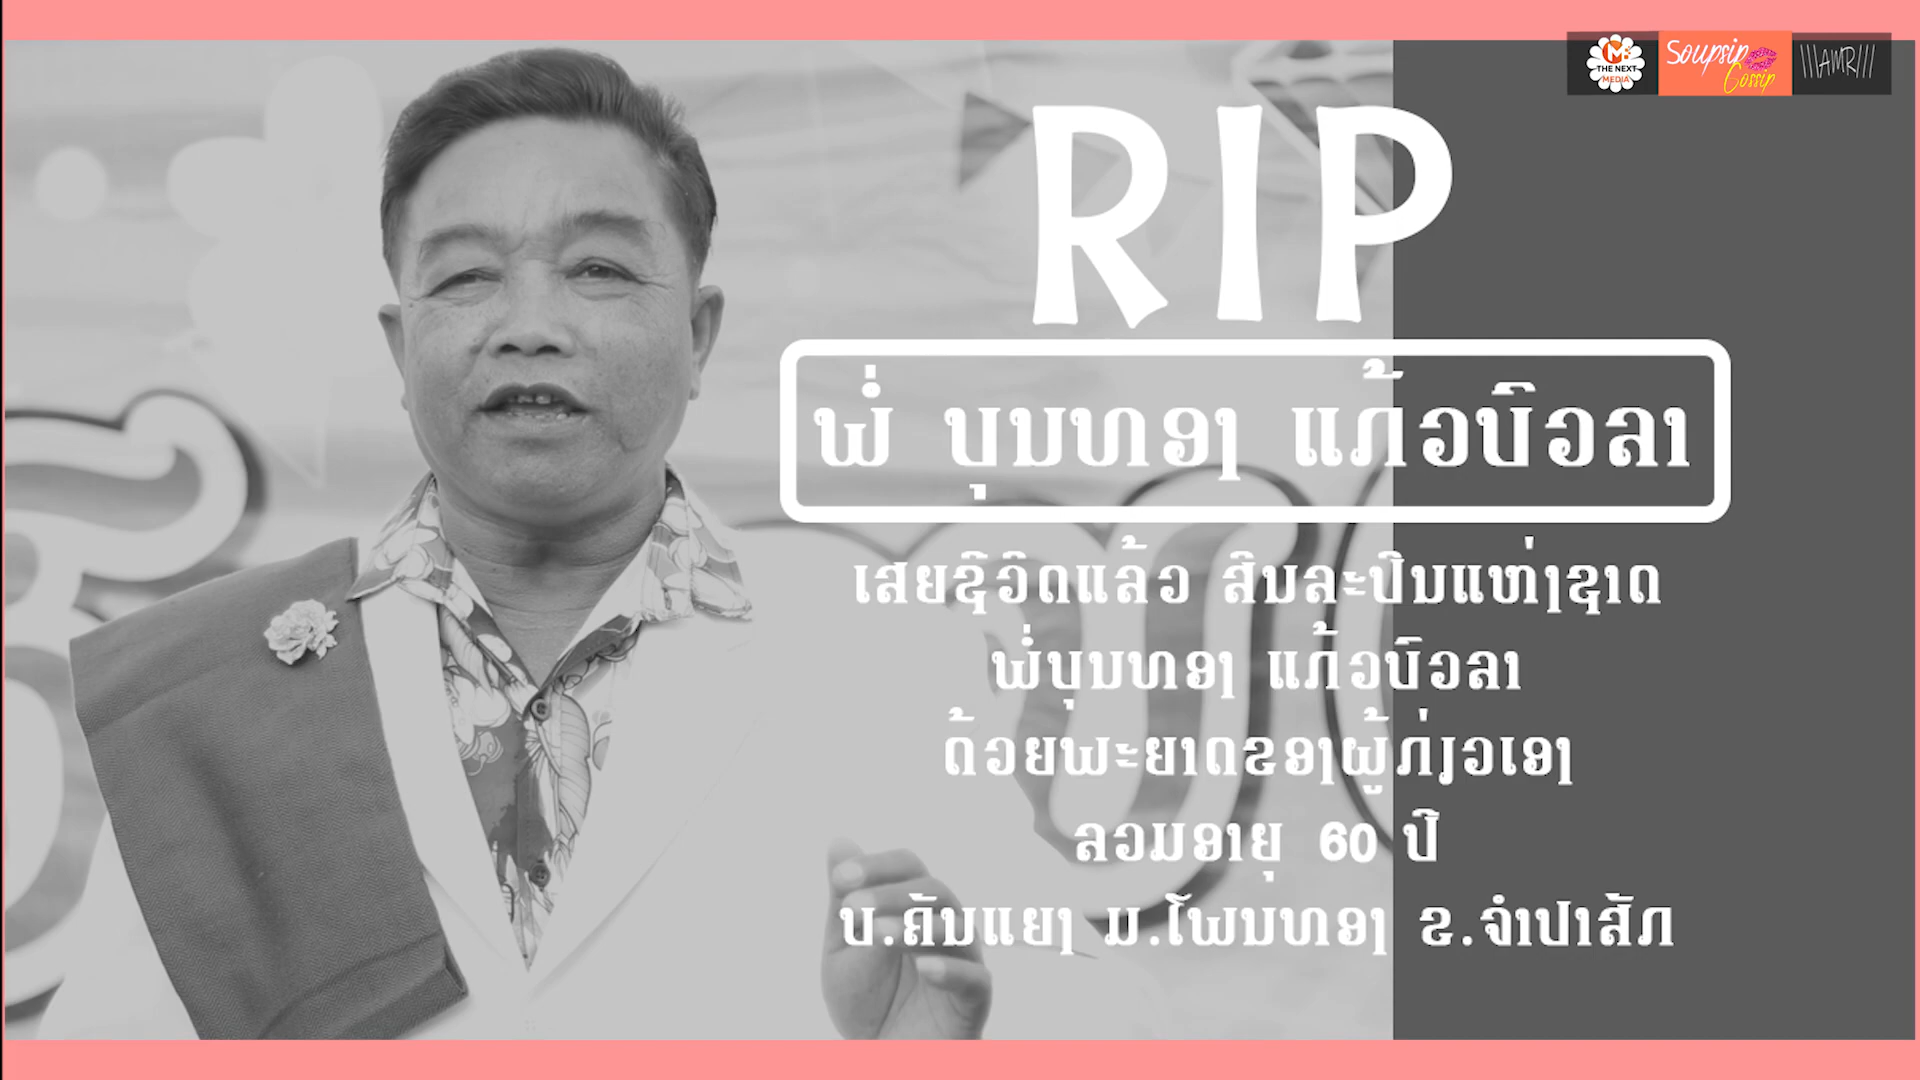 THE NEXT
MEDIA
Soupsip
Gossip
|||AMR|||
RIP
ພໍ່ ບຸນທອງ ແກ້ວບົວລາ
ເສຍຊີວິດແລ້ວ ສິນລະປິນແຫ່ງຊາດ
ພໍ່ບຸນທອງ ແກ້ວບົວລາ
ດ້ວຍພະຍາດຂອງຜູ້ກ່ຽວເອງ
ລວມອາຍຸ 60 ປີ
ບ.ຄັນແຍງ ມ.ໂພນທອງ ຂ.ຈຳປາສັກ